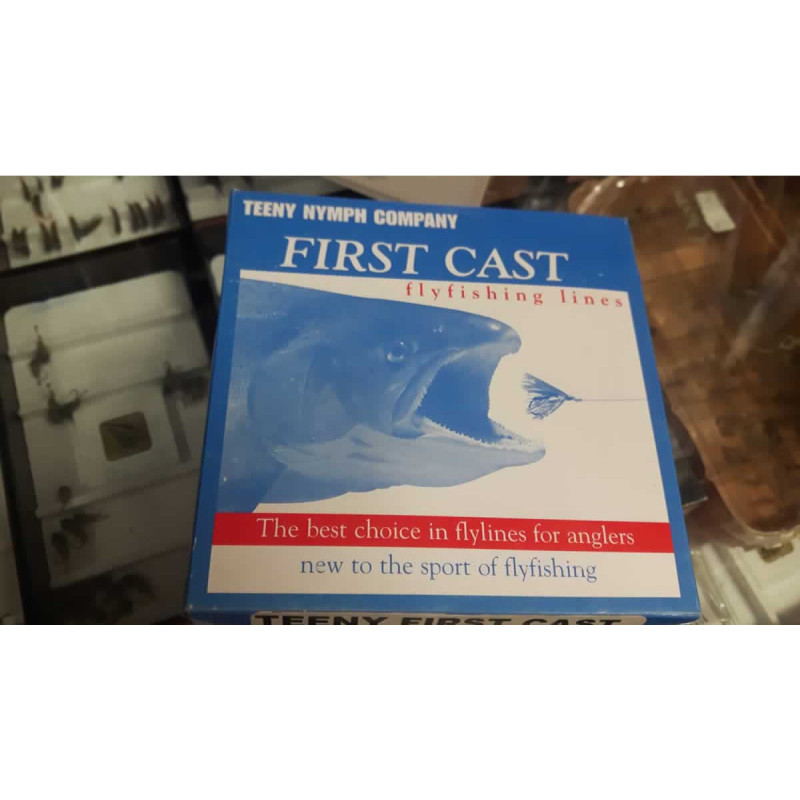 TEENY NYMPH COMPANY
FIRST CAST
flyfishing lines
The best choice in flylines for anglers
new to the sport of flyfishing
TEENY FIRST CAST